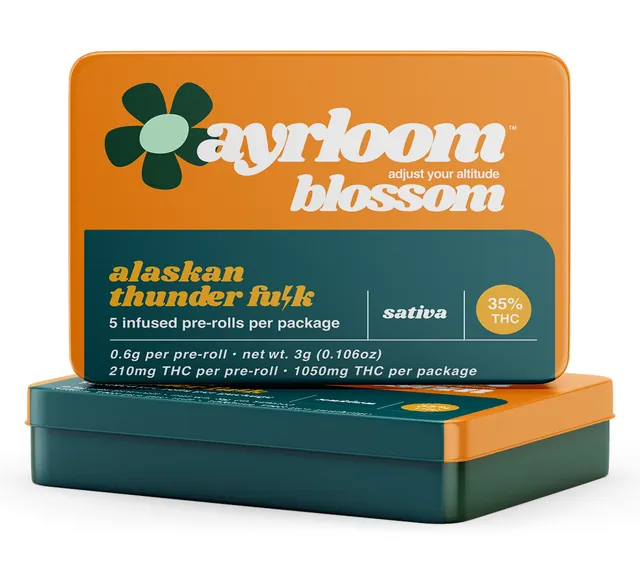 ayrloom™
adjust your altitude
blossom
alaskan
thunder fu⚡k
5 infused pre-rolls per package
sativa
35%
THC
0.6g per pre-roll • net wt. 3g (0.106oz)
210mg THC per pre-roll • 1050mg THC per package